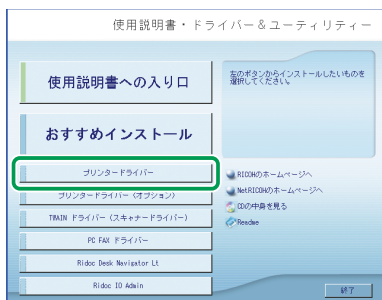 使用説明書・ドライバー＆ユーティリティー
使用説明書への入り口
おすすめインストール
プリンタードライバー
プリンタードライバー（オプション）
TWAIN ドライバー（スキャナードライバー）
PC FAX ドライバー
Ridoc Desk Navigator Lt
Ridoc IO Admin
左のボタンからインストールしたいものを
選択してください。
RICOHのホームページへ
NetRICOHのホームページへ
CDの中身を見る
Readme
終了